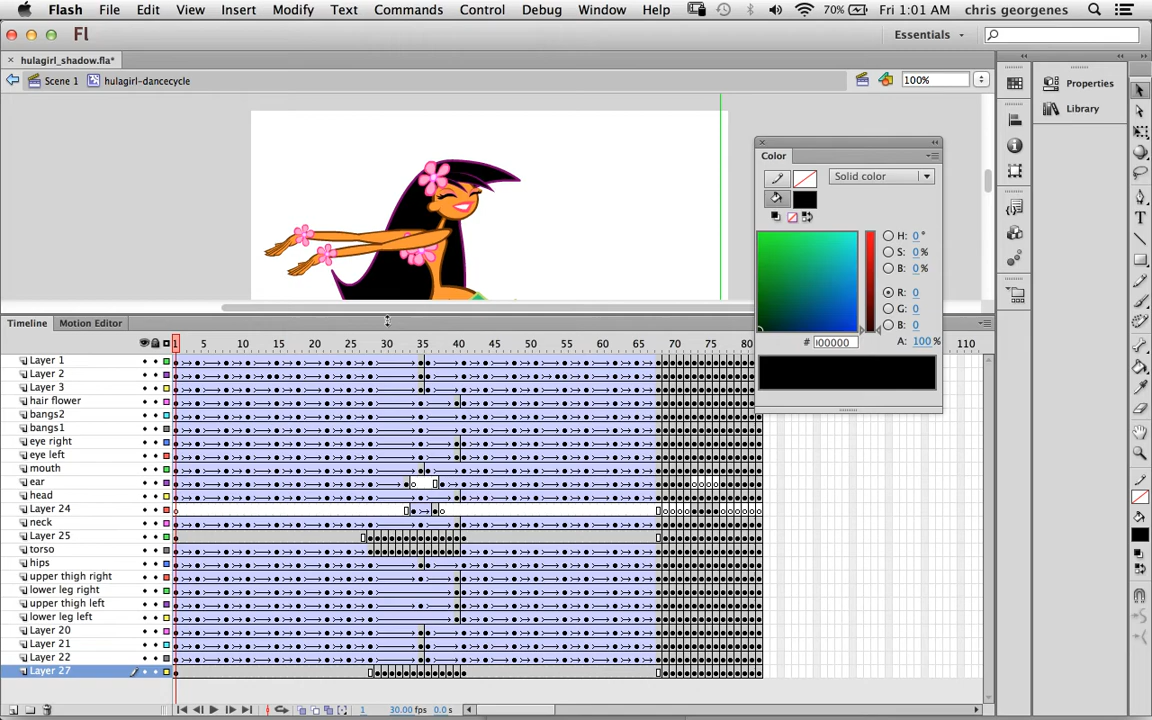 Flash File Edit View Insert Modify Text Commands Control Debug Window Help 70% Fri 1:01 AM chris georgenes
Fl Essentials
hulagirl_shadow.fla*
Scene 1 hulagirl-dancecycle 100%
Properties
Library
Color
Solid color
H: 0 °
S: 0 %
B: 0 %
R: 0
G: 0
B: 0
# 000000 A: 100 %
Timeline Motion Editor
1 5 10 15 20 25 30 35 40 45 50 55 60 65 70 75 80 110
Layer 1
Layer 2
Layer 3
hair flower
bangs2
bangs1
eye right
eye left
mouth
ear
head
Layer 24
neck
Layer 25
torso
hips
upper thigh right
lower leg right
upper thigh left
lower leg left
Layer 20
Layer 21
Layer 22
Layer 27
1 30.00 fps 0.0 s